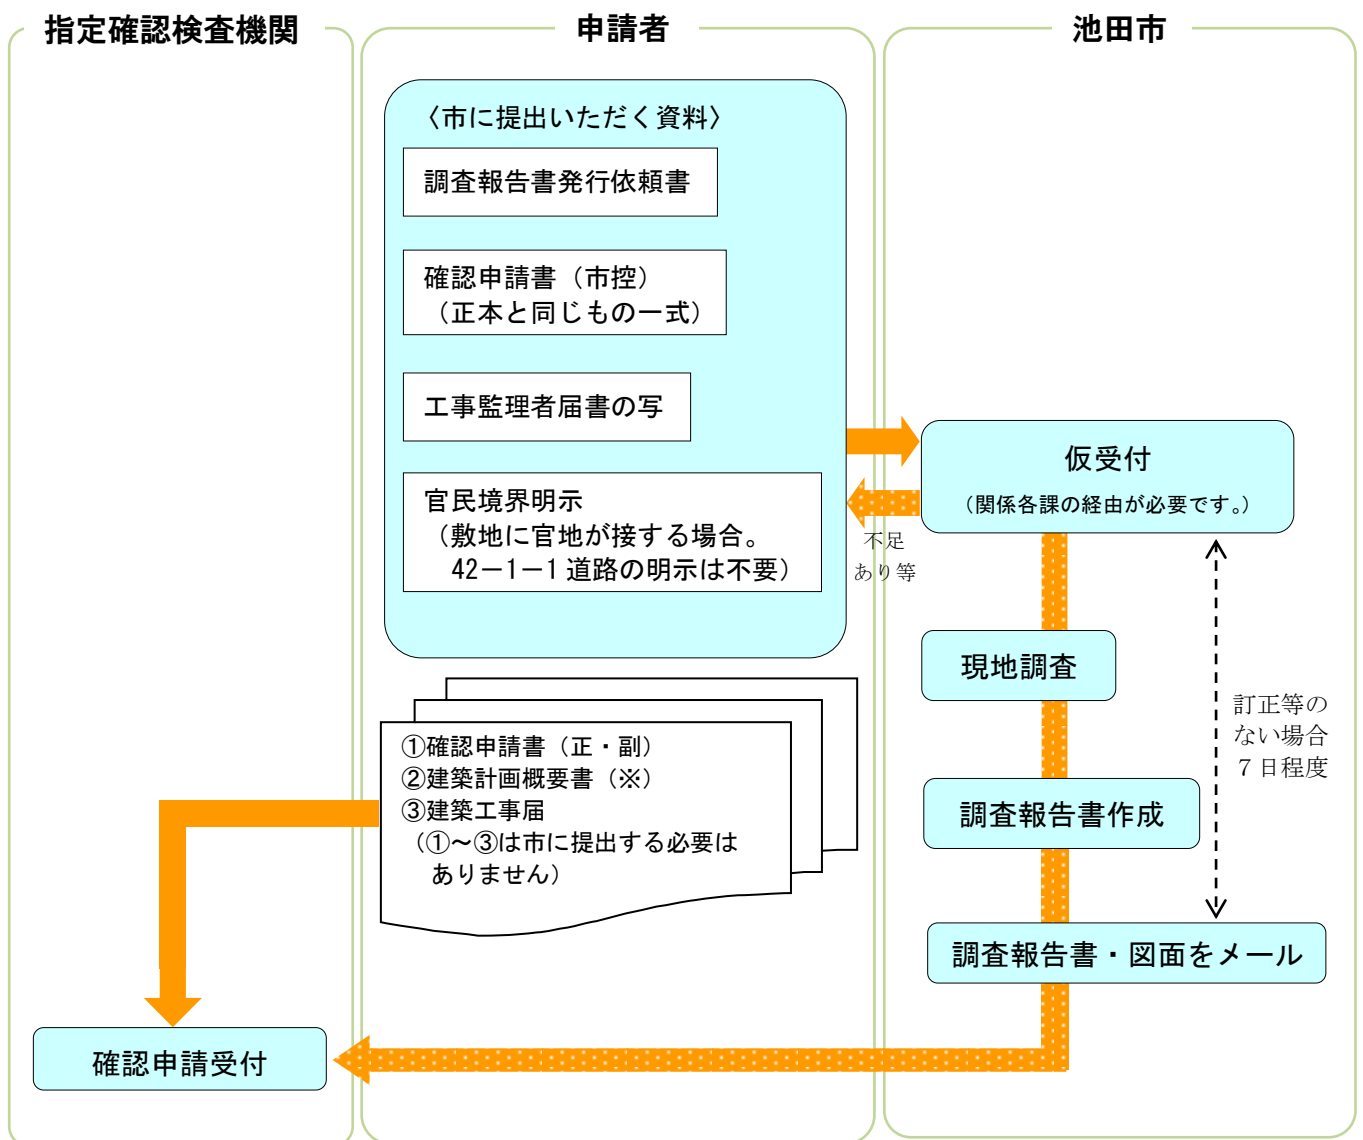 指定確認検査機関
申請者
池田市
〈市に提出いただく資料〉
調査報告書発行依頼書
確認申請書（市控）
（正本と同じもの一式）
工事監理者届書の写
官民境界明示
（敷地に官地が接する場合。
42－1－1 道路の明示は不要）
仮受付
（関係各課の経由が必要です。）
不足
あり等
現地調査
訂正等の
ない場合
７日程度
調査報告書作成
調査報告書・図面をメール
①確認申請書（正・副）
②建築計画概要書（※）
③建築工事届
（①～③は市に提出する必要は
ありません）
確認申請受付